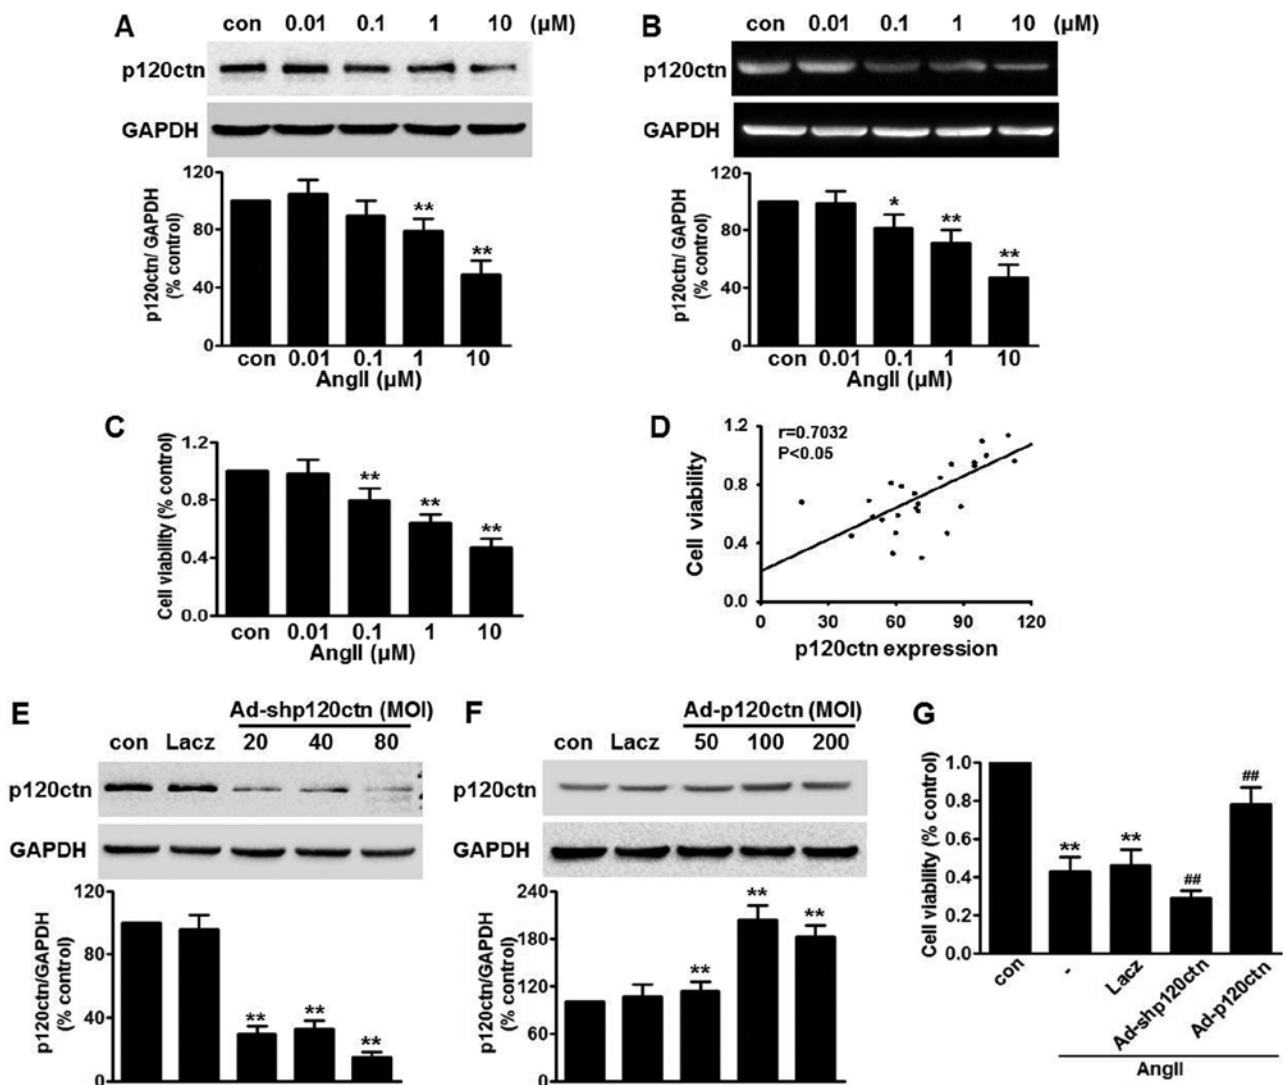 A
con 0.01 0.1 1 10 (μM)
p120ctn
GAPDH
p120ctn/ GAPDH
(% control)
120
80
40
0
** **
con 0.01 0.1 1 10
AngII (μM)
B
con 0.01 0.1 1 10 (μM)
p120ctn
GAPDH
p120ctn/ GAPDH
(% control)
120
80
40
0
* ** **
con 0.01 0.1 1 10
AngII (μM)
C
Cell viability (% control)
1.2
0.8
0.4
0.0
** ** **
con 0.01 0.1 1 10
AngII (μM)
D
r=0.7032
P<0.05
Cell viability
1.2
0.8
0.4
0.0
0 30 60 90 120
p120ctn expression
E
Ad-shp120ctn (MOI)
con Lacz 20 40 80
p120ctn
GAPDH
p120ctn/GAPDH
(% control)
120
80
40
0
** ** **
F
Ad-p120ctn (MOI)
con Lacz 50 100 200
p120ctn
GAPDH
p120ctn/GAPDH
(% control)
240
180
120
60
0
** ** **
G
Cell viability (% control)
1.0
0.8
0.6
0.4
0.2
0.0
** ** ## ##
con - Lacz Ad-shp120ctn Ad-p120ctn
AngII